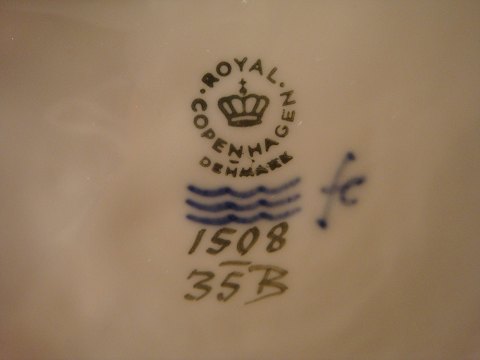 ·ROYAL·
COPENHAGEN
DENMARK
fc
1508
35B